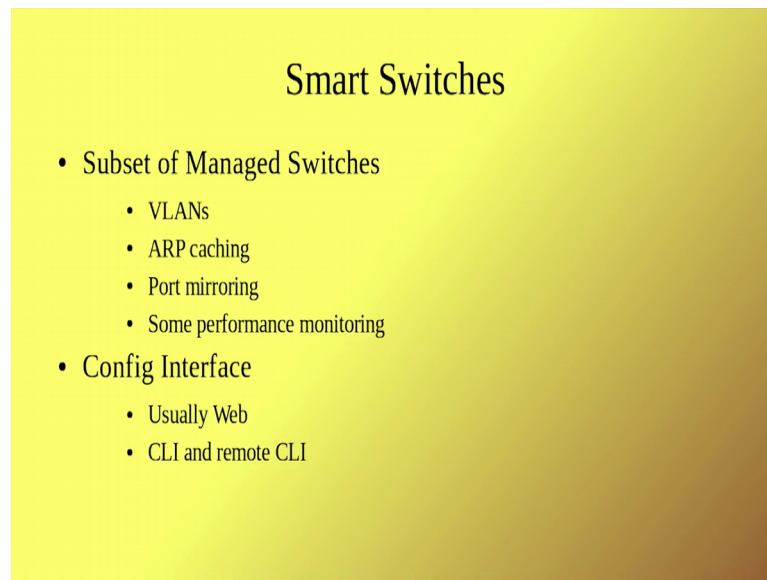 Smart Switches
• Subset of Managed Switches
• VLANs
• ARP caching
• Port mirroring
• Some performance monitoring
• Config Interface
• Usually Web
• CLI and remote CLI